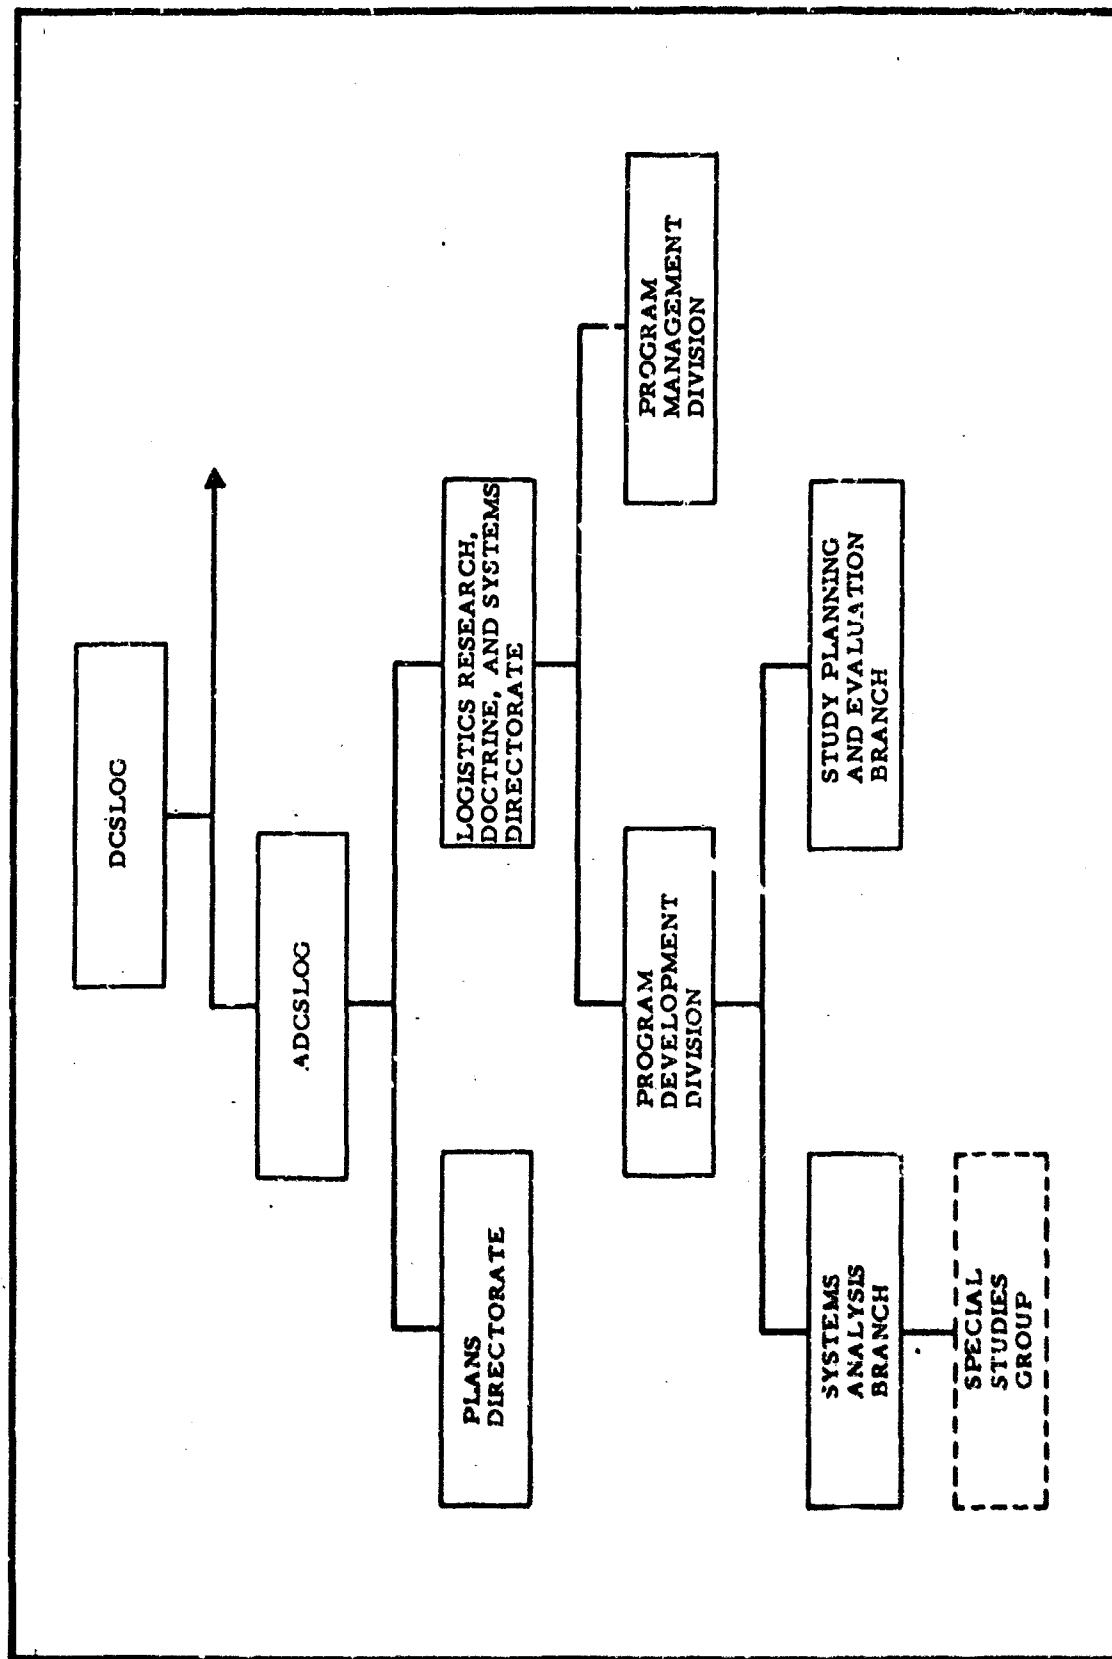 DCSLOG
ADCSLOG
PLANS
DIRECTORATE
LOGISTICS RESEARCH,
DOCTRINE, AND SYSTEMS
DIRECTORATE
PROGRAM
DEVELOPMENT
DIVISION
PROGRAM
MANAGEMENT
DIVISION
SYSTEMS
ANALYSIS
BRANCH
STUDY PLANNING
AND EVALUATION
BRANCH
SPECIAL
STUDIES
GROUP